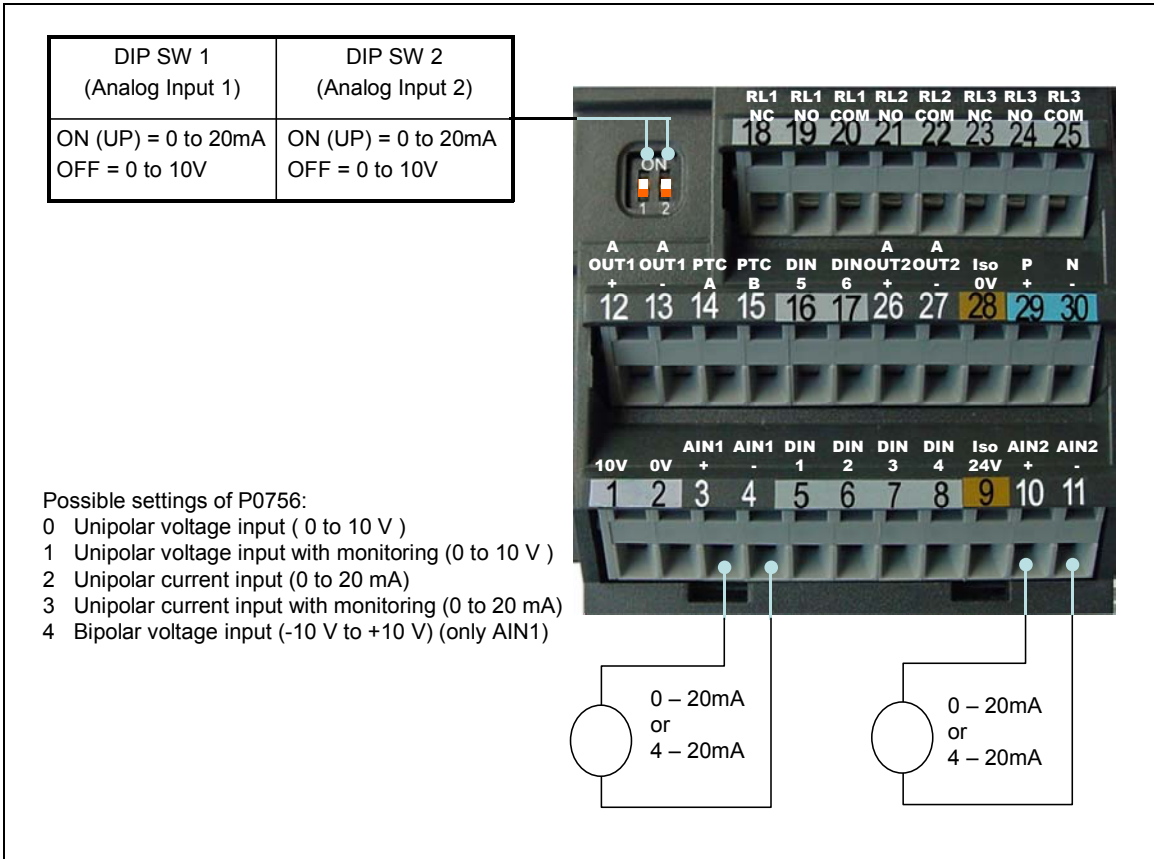 DIP SW 1
(Analog Input 1)
DIP SW 2
(Analog Input 2)
ON (UP) = 0 to 20mA
OFF = 0 to 10V
ON (UP) = 0 to 20mA
OFF = 0 to 10V
ON
1 2
RL1 RL1 RL1 RL2 RL2 RL3 RL3 RL3
NC NO COM NO COM NC NO COM
18 19 20 21 22 23 24 25
A A A A
OUT1 OUT1 PTC PTC DIN DIN OUT2 OUT2 Iso P N
+ - A B 5 6 + - 0V + -
12 13 14 15 16 17 26 27 28 29 30
AIN1 AIN1 DIN DIN DIN DIN Iso AIN2 AIN2
10V 0V + - 1 2 3 4 24V + -
1 2 3 4 5 6 7 8 9 10 11
Possible settings of P0756:
0 Unipolar voltage input ( 0 to 10 V )
1 Unipolar voltage input with monitoring (0 to 10 V )
2 Unipolar current input (0 to 20 mA)
3 Unipolar current input with monitoring (0 to 20 mA)
4 Bipolar voltage input (-10 V to +10 V) (only AIN1)
0 – 20mA
or
4 – 20mA
0 – 20mA
or
4 – 20mA